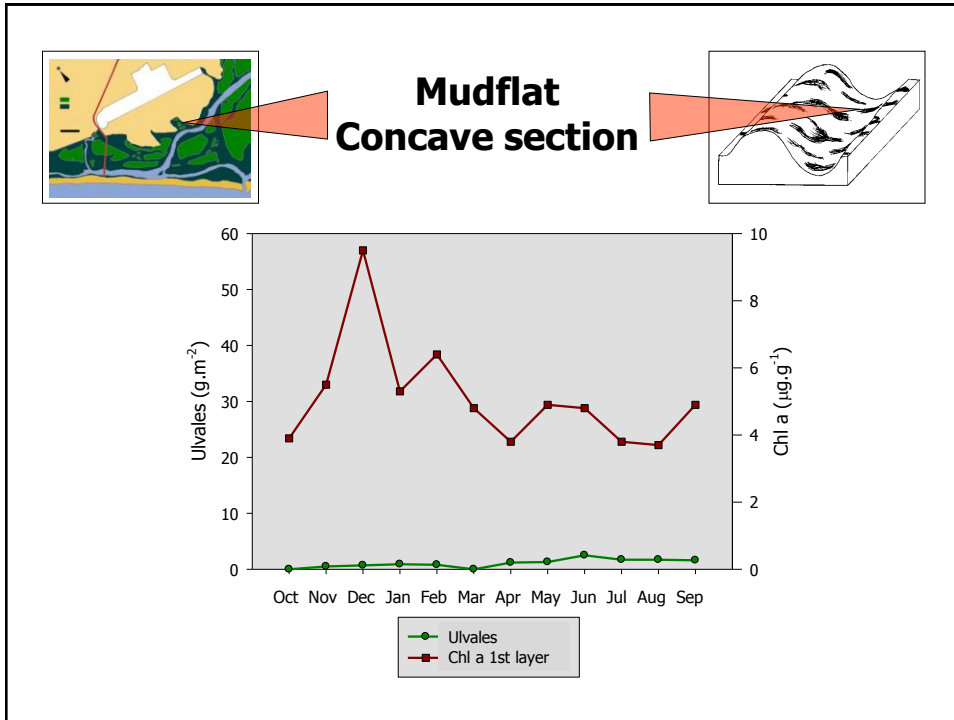 Mudflat
Concave section
60
50
40
30
20
10
0
Ulvales (g.m⁻²)
10
8
6
4
2
0
Chl a (µg.g⁻¹)
Oct Nov Dec Jan Feb Mar Apr May Jun Jul Aug Sep
Ulvales
Chl a 1st layer